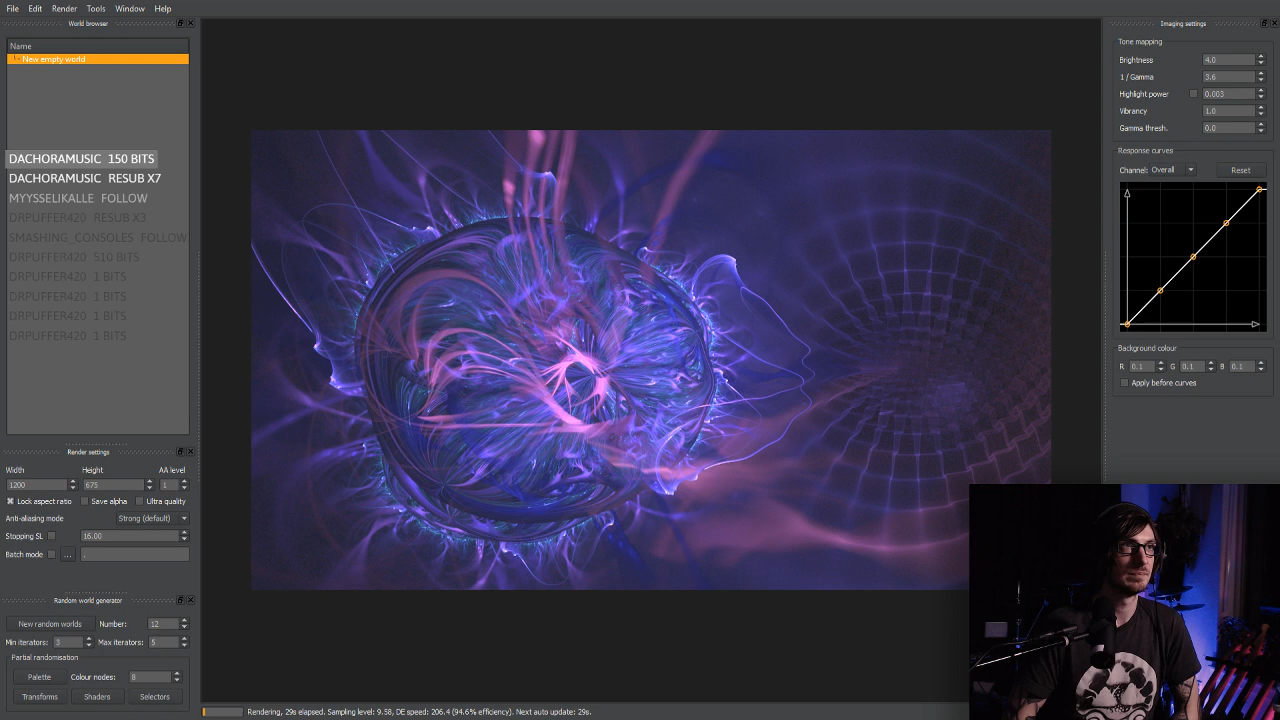 File Edit Render Tools Window Help
World browser
Name
New empty world
DACHORAMUSIC 150 BITS
DACHORAMUSIC RESUB X7
MYYSSELIKALLE FOLLOW
DRPUFFER420 RESUB X3
SMASHING_CONSOLES FOLLOW
DRPUFFER420 510 BITS
DRPUFFER420 1 BITS
DRPUFFER420 1 BITS
DRPUFFER420 1 BITS
DRPUFFER420 1 BITS
Render settings
Width Height AA level
1200 675 1
Lock aspect ratio Save alpha Ultra quality
Anti-aliasing mode Strong (default)
Stopping SL 16.00
Batch mode ... .
Random world generator
New random worlds Number: 12
Min iterators: 3 Max iterators: 5
Partial randomisation
Palette Colour nodes: 8
Transforms Shaders Selectors
Rendering, 29s elapsed. Sampling level: 9.58, DE speed: 206.4 (94.6% efficiency). Next auto update: 29s.
Imaging settings
Tone mapping
Brightness 4.0
1 / Gamma 3.6
Highlight power 0.003
Vibrancy 1.0
Gamma thresh. 0.0
Response curves
Channel: Overall Reset
Background colour
R 0.1 G 0.1 B 0.1
Apply before curves